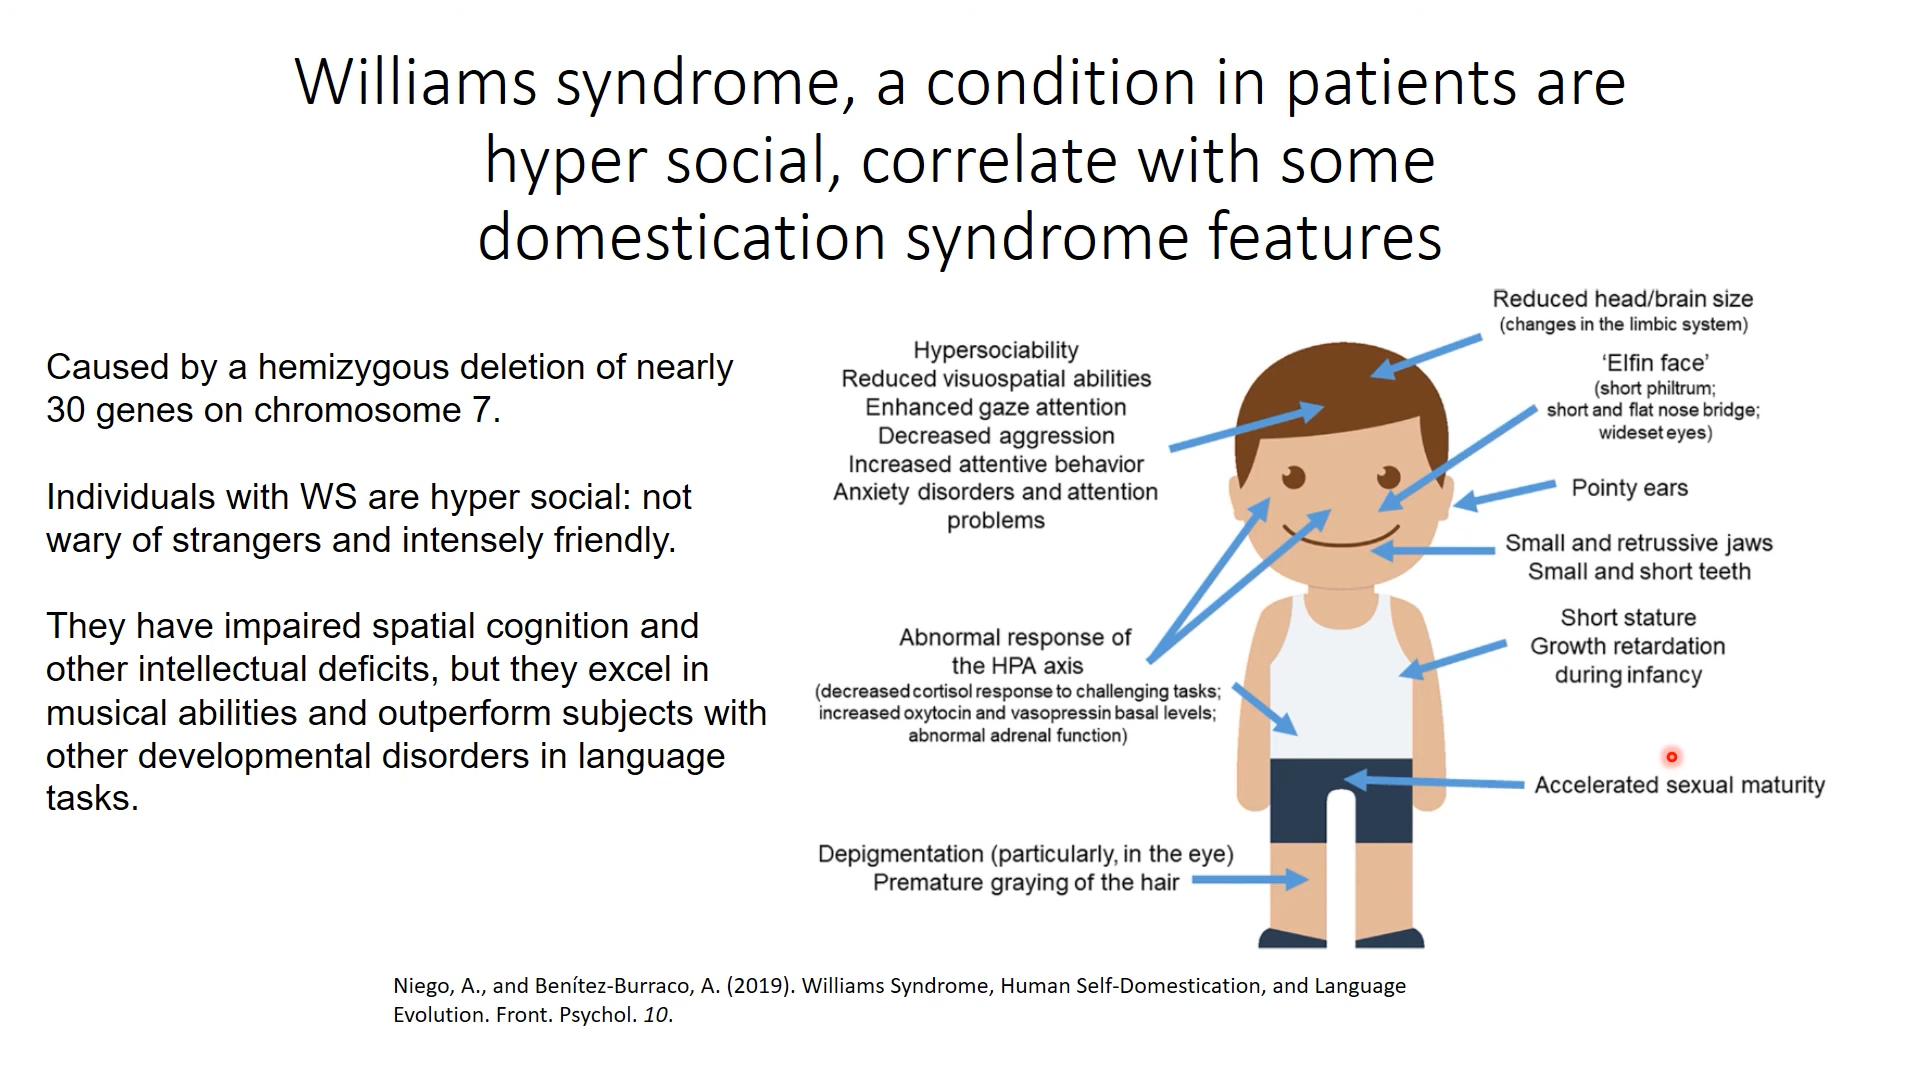 Williams syndrome, a condition in patients are
hyper social, correlate with some
domestication syndrome features
Caused by a hemizygous deletion of nearly
30 genes on chromosome 7.
Individuals with WS are hyper social: not
wary of strangers and intensely friendly.
They have impaired spatial cognition and
other intellectual deficits, but they excel in
musical abilities and outperform subjects with
other developmental disorders in language
tasks.
Hypersociability
Reduced visuospatial abilities
Enhanced gaze attention
Decreased aggression
Increased attentive behavior
Anxiety disorders and attention
problems
Abnormal response of
the HPA axis
(decreased cortisol response to challenging tasks;
increased oxytocin and vasopressin basal levels;
abnormal adrenal function)
Depigmentation (particularly, in the eye)
Premature graying of the hair
Reduced head/brain size
(changes in the limbic system)
‘Elfin face’
(short philtrum;
short and flat nose bridge;
wideset eyes)
Pointy ears
Small and retrussive jaws
Small and short teeth
Short stature
Growth retardation
during infancy
Accelerated sexual maturity
Niego, A., and Benítez-Burraco, A. (2019). Williams Syndrome, Human Self-Domestication, and Language
Evolution. Front. Psychol. 10.